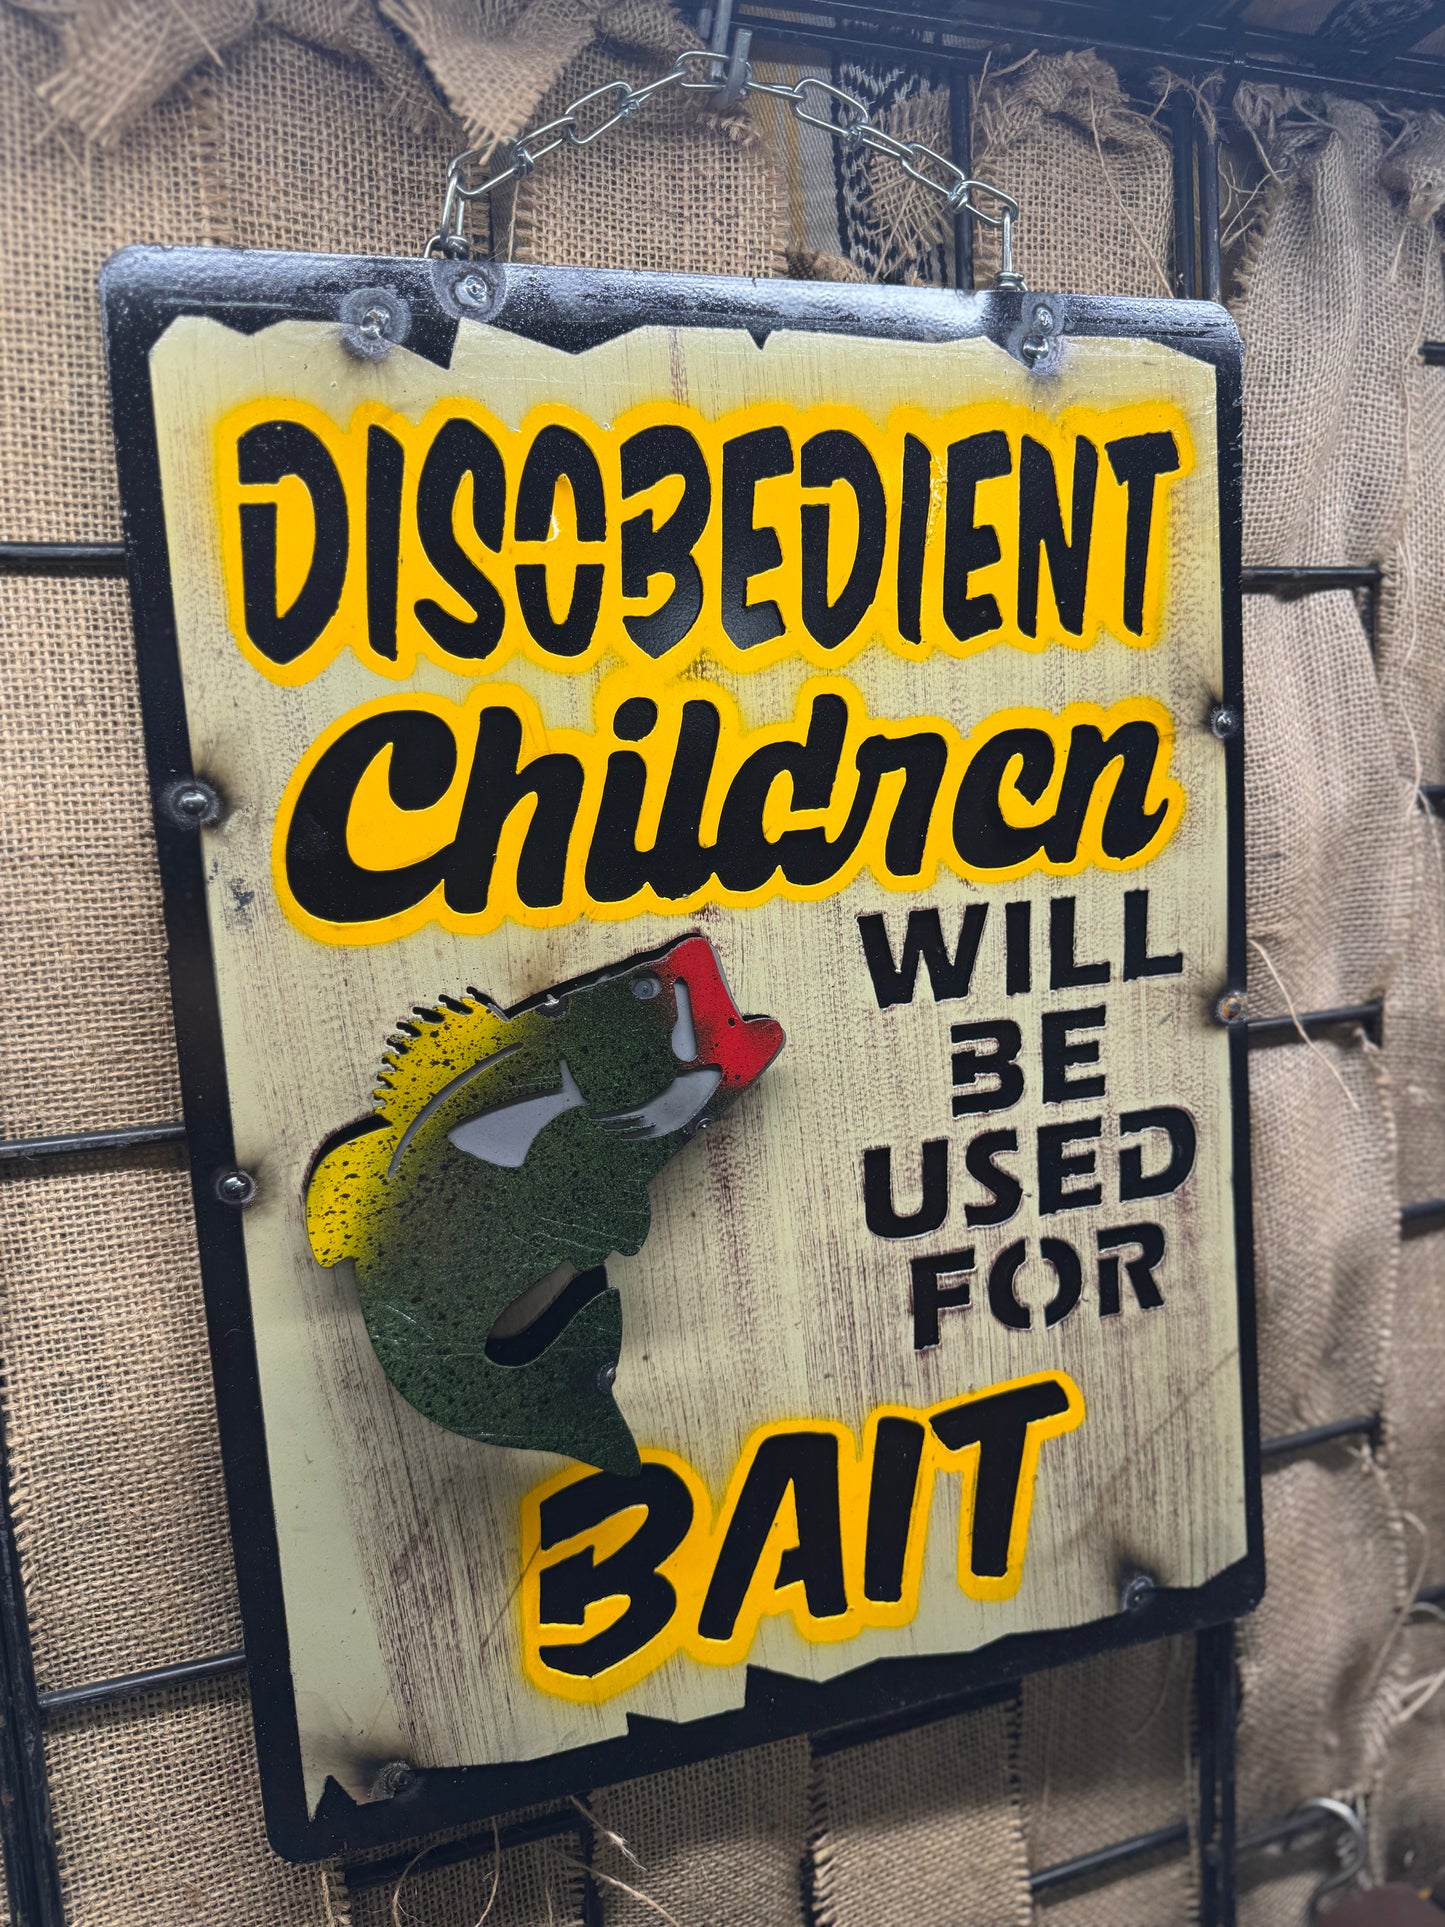 DISOBEDIENT
Children
WILL
BE
USED
FOR
BAIT